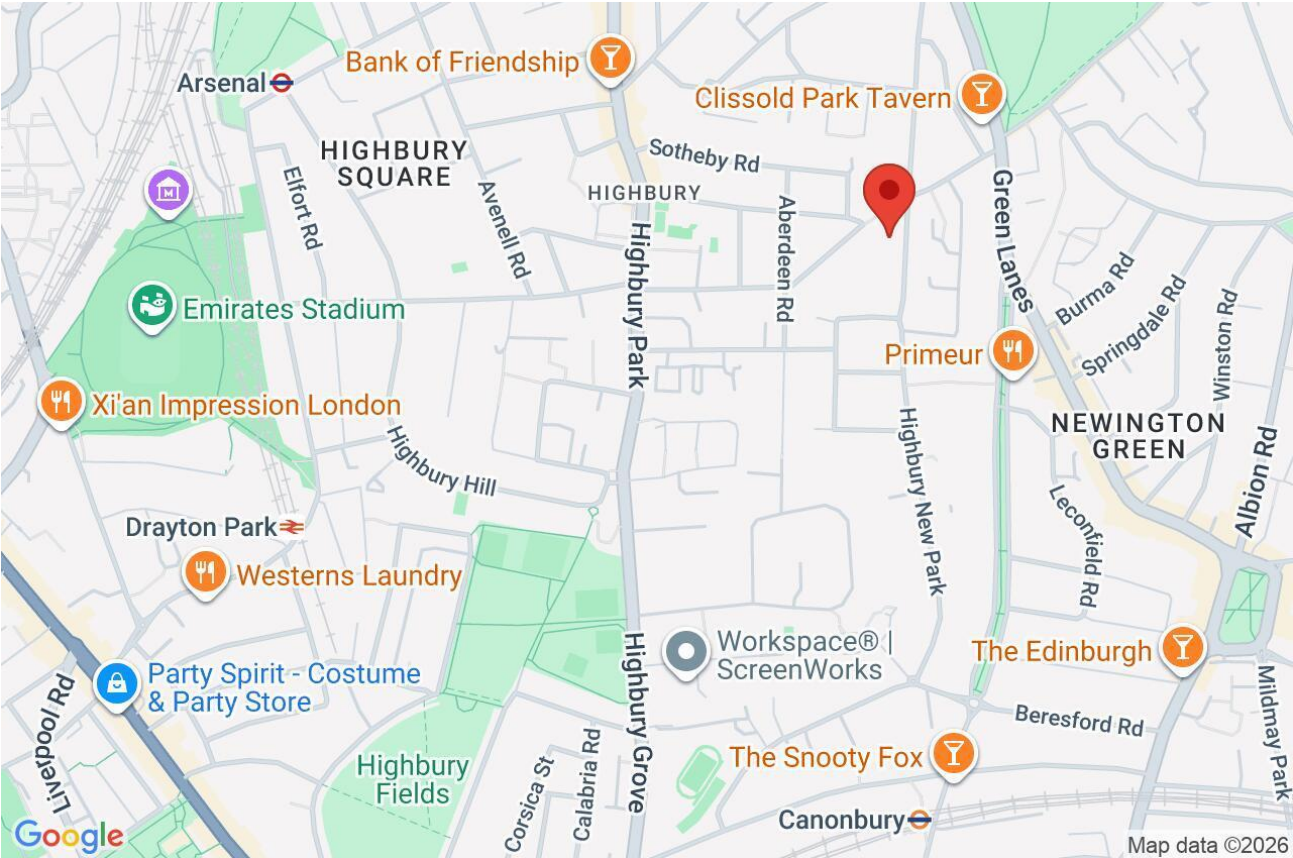 Bank of Friendship
Arsenal
Clissold Park Tavern
HIGHBURY
SQUARE
Sotheby Rd
HIGHBURY
Elfort Rd
Avenell Rd
Aberdeen Rd
Green Lanes
Highbury Park
Burma Rd
Emirates Stadium
Springdale Rd
Winston Rd
Primeur
Xi'an Impression London
NEWINGTON
GREEN
Highbury Hill
Highbury New Park
Albion Rd
Leconfield Rd
Drayton Park
Westerns Laundry
Workspace® |
ScreenWorks
The Edinburgh
Party Spirit - Costume
& Party Store
Highbury Grove
Liverpool Rd
Mildmay Park
Beresford Rd
Highbury
Fields
Corsica St
Calabria Rd
The Snooty Fox
Canonbury
Google
Map data ©2026